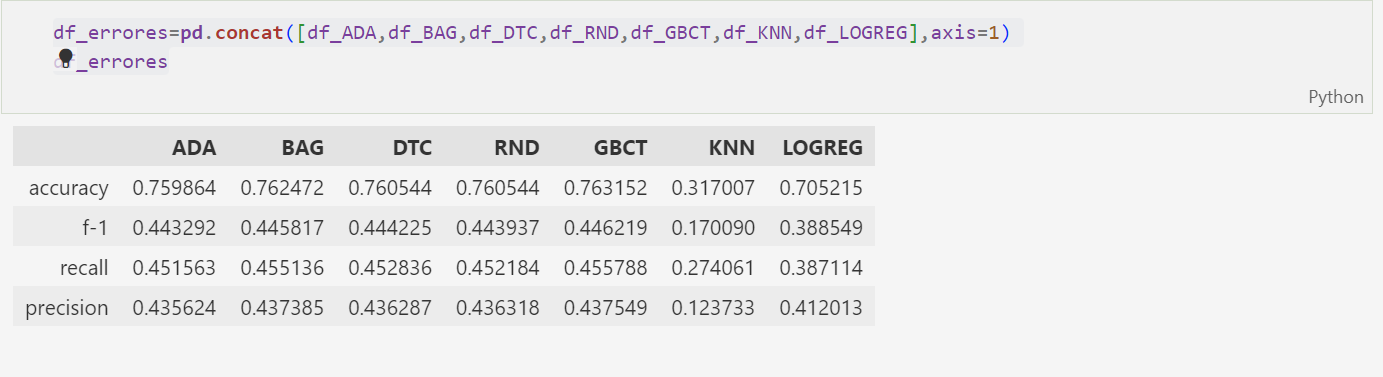 df_errores=pd.concat([df_ADA,df_BAG,df_DTC,df_RND,df_GBCT,df_KNN,df_LOGREG],axis=1)
df_errores
Python
ADA BAG DTC RND GBCT KNN LOGREG
accuracy 0.759864 0.762472 0.760544 0.760544 0.763152 0.317007 0.705215
f-1 0.443292 0.445817 0.444225 0.443937 0.446219 0.170090 0.388549
recall 0.451563 0.455136 0.452836 0.452184 0.455788 0.274061 0.387114
precision 0.435624 0.437385 0.436287 0.436318 0.437549 0.123733 0.412013